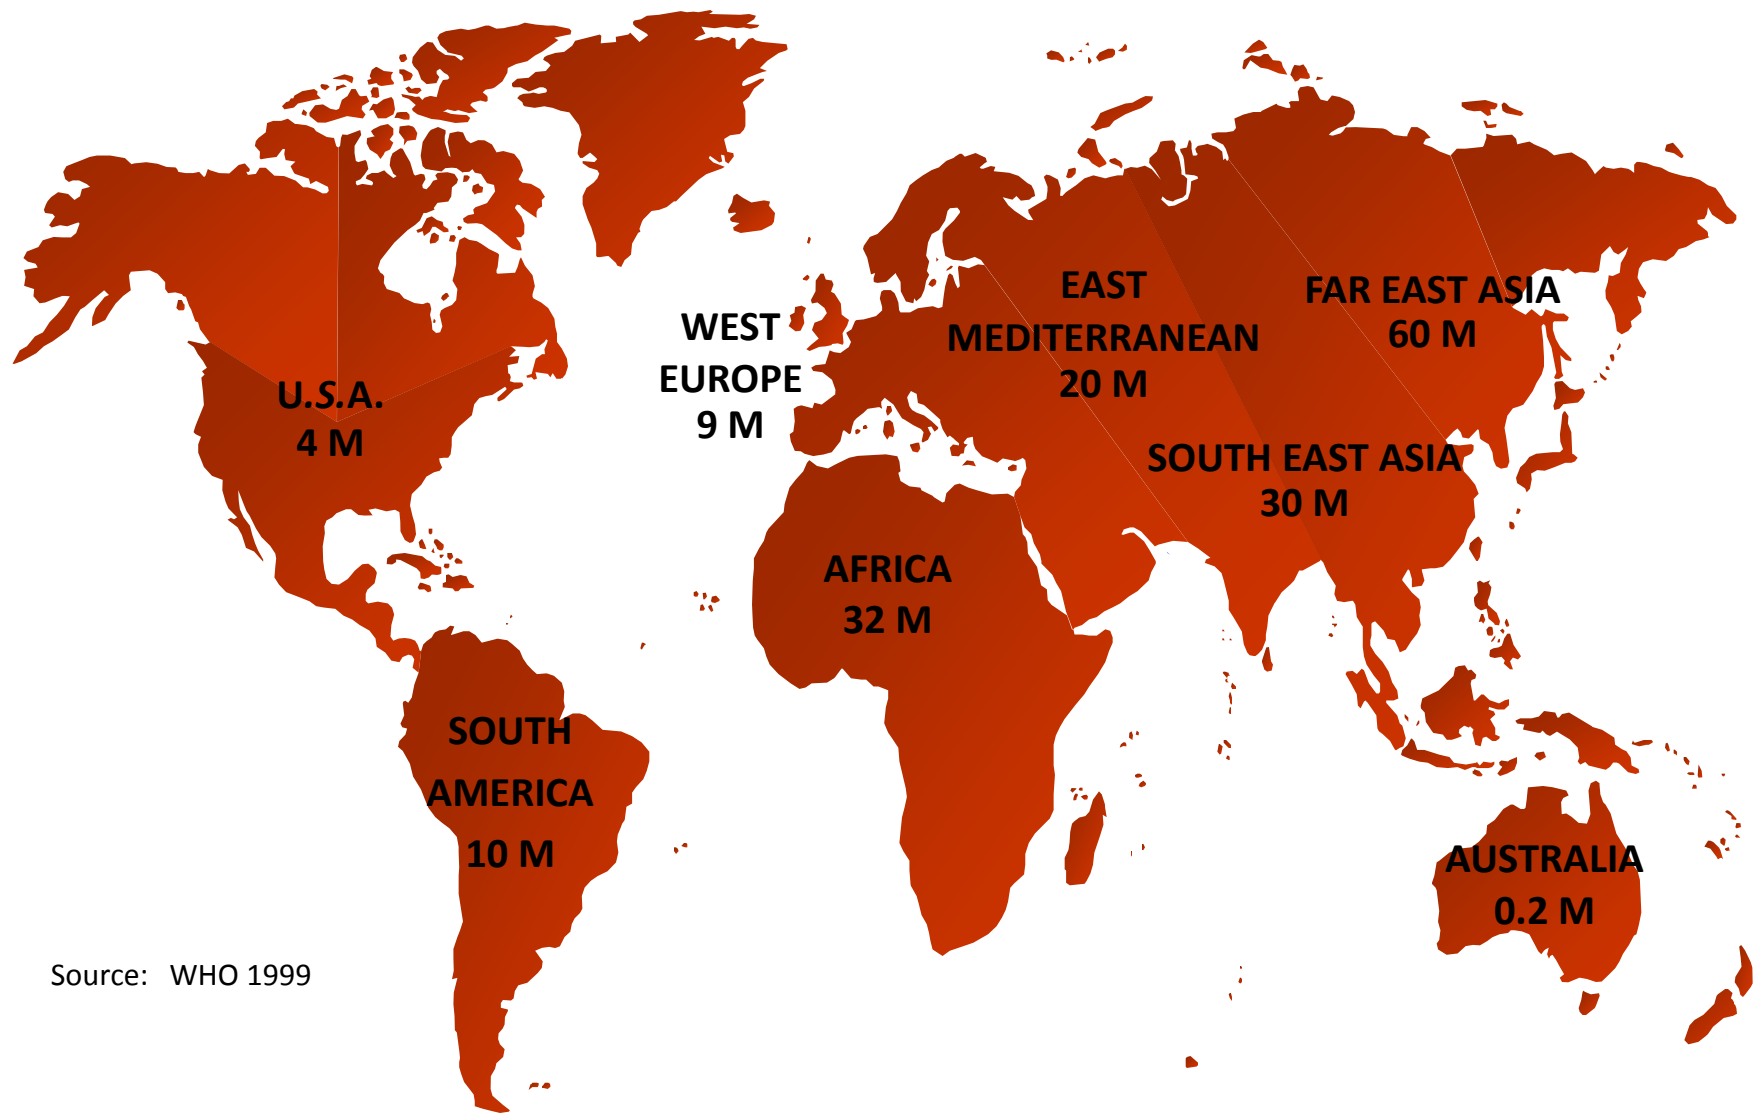 EAST
MEDITERRANEAN
20 M
FAR EAST ASIA
60 M
WEST
EUROPE
9 M
U.S.A.
4 M
SOUTH EAST ASIA
30 M
AFRICA
32 M
SOUTH
AMERICA
10 M
AUSTRALIA
0.2 M
Source: WHO 1999